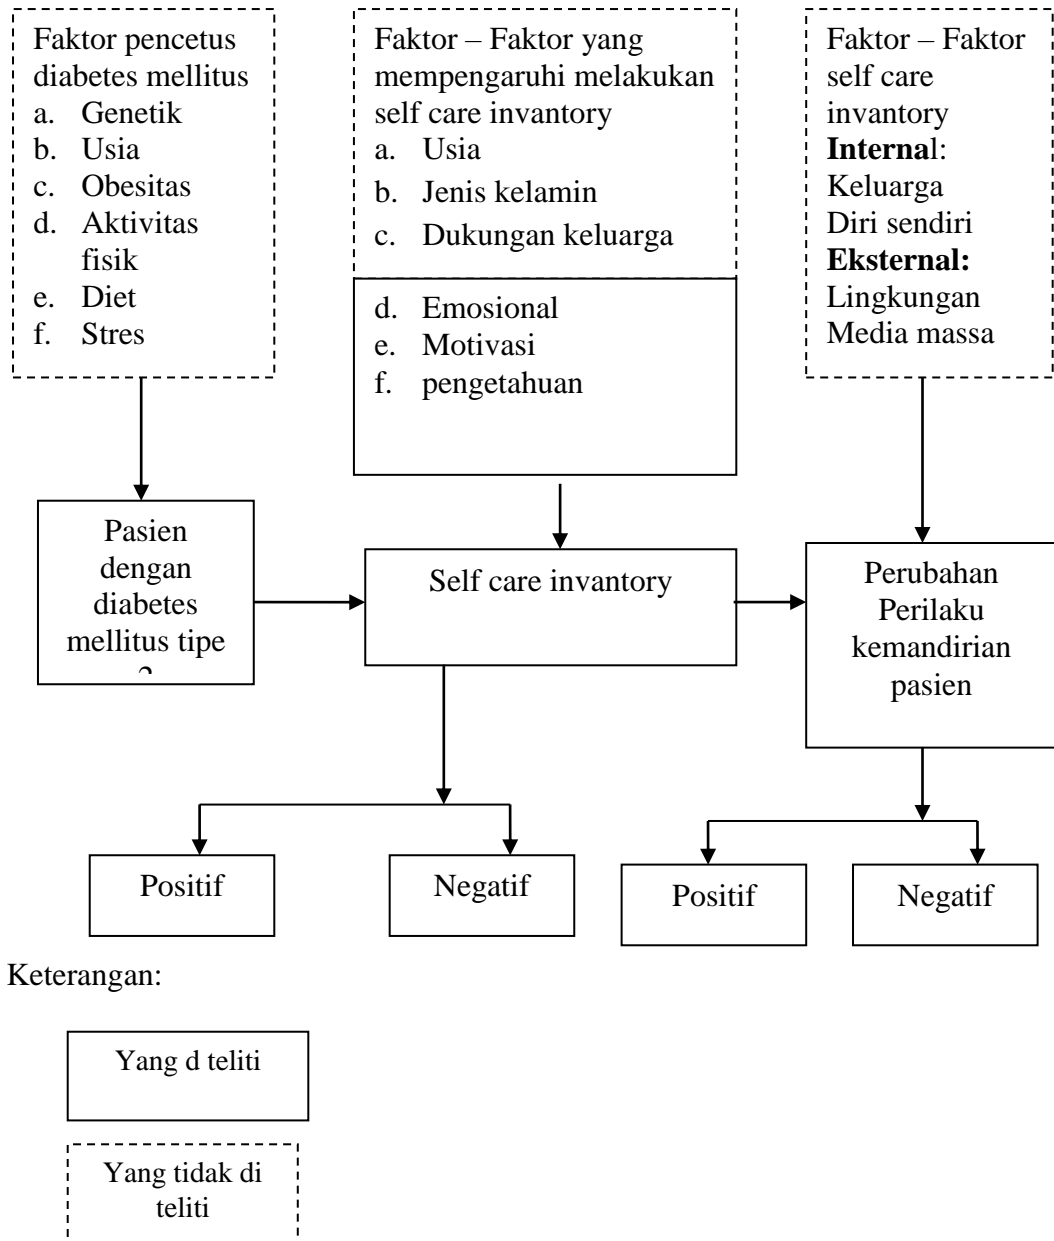 Faktor pencetus
diabetes mellitus
a. Genetik
b. Usia
c. Obesitas
d. Aktivitas
fisik
e. Diet
f. Stres
Faktor – Faktor yang
mempengaruhi melakukan
self care invantory
a. Usia
b. Jenis kelamin
c. Dukungan keluarga
d. Emosional
e. Motivasi
f. pengetahuan
Faktor – Faktor
self care
invantory
Internal:
Keluarga
Diri sendiri
Eksternal:
Lingkungan
Media massa
Pasien
dengan
diabetes
mellitus tipe
Self care invantory
Perubahan
Perilaku
kemandirian
pasien
Positif
Negatif
Positif
Negatif
Keterangan:
Yang d teliti
Yang tidak di
teliti